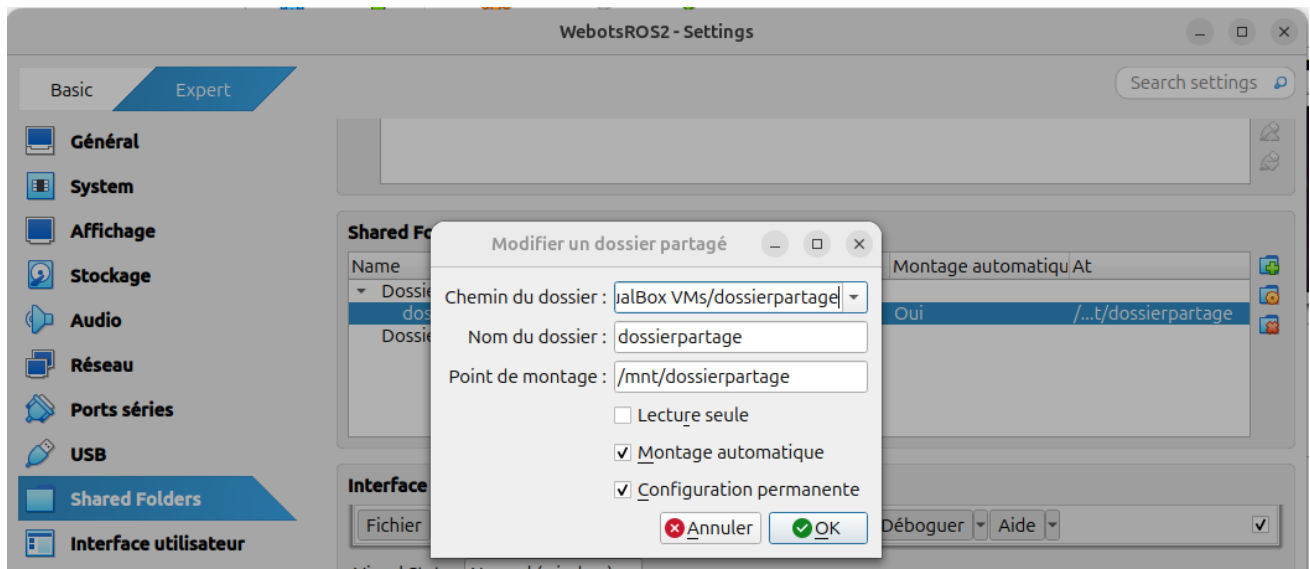 WebotsROS2 - Settings
Basic Expert Search settings
Général
System
Affichage
Stockage
Audio
Réseau
Ports séries
USB
Shared Folders
Interface utilisateur
Shared Fo
Name Montage automatiqu At
Dossie
dos Oui /...t/dossierpartage
Dossie
Modifier un dossier partagé
Chemin du dossier : ualBox VMs/dossierpartage
Nom du dossier : dossierpartage
Point de montage : /mnt/dossierpartage
Lecture seule
Montage automatique
Configuration permanente
Annuler OK
Interface
Fichier Déboguer Aide